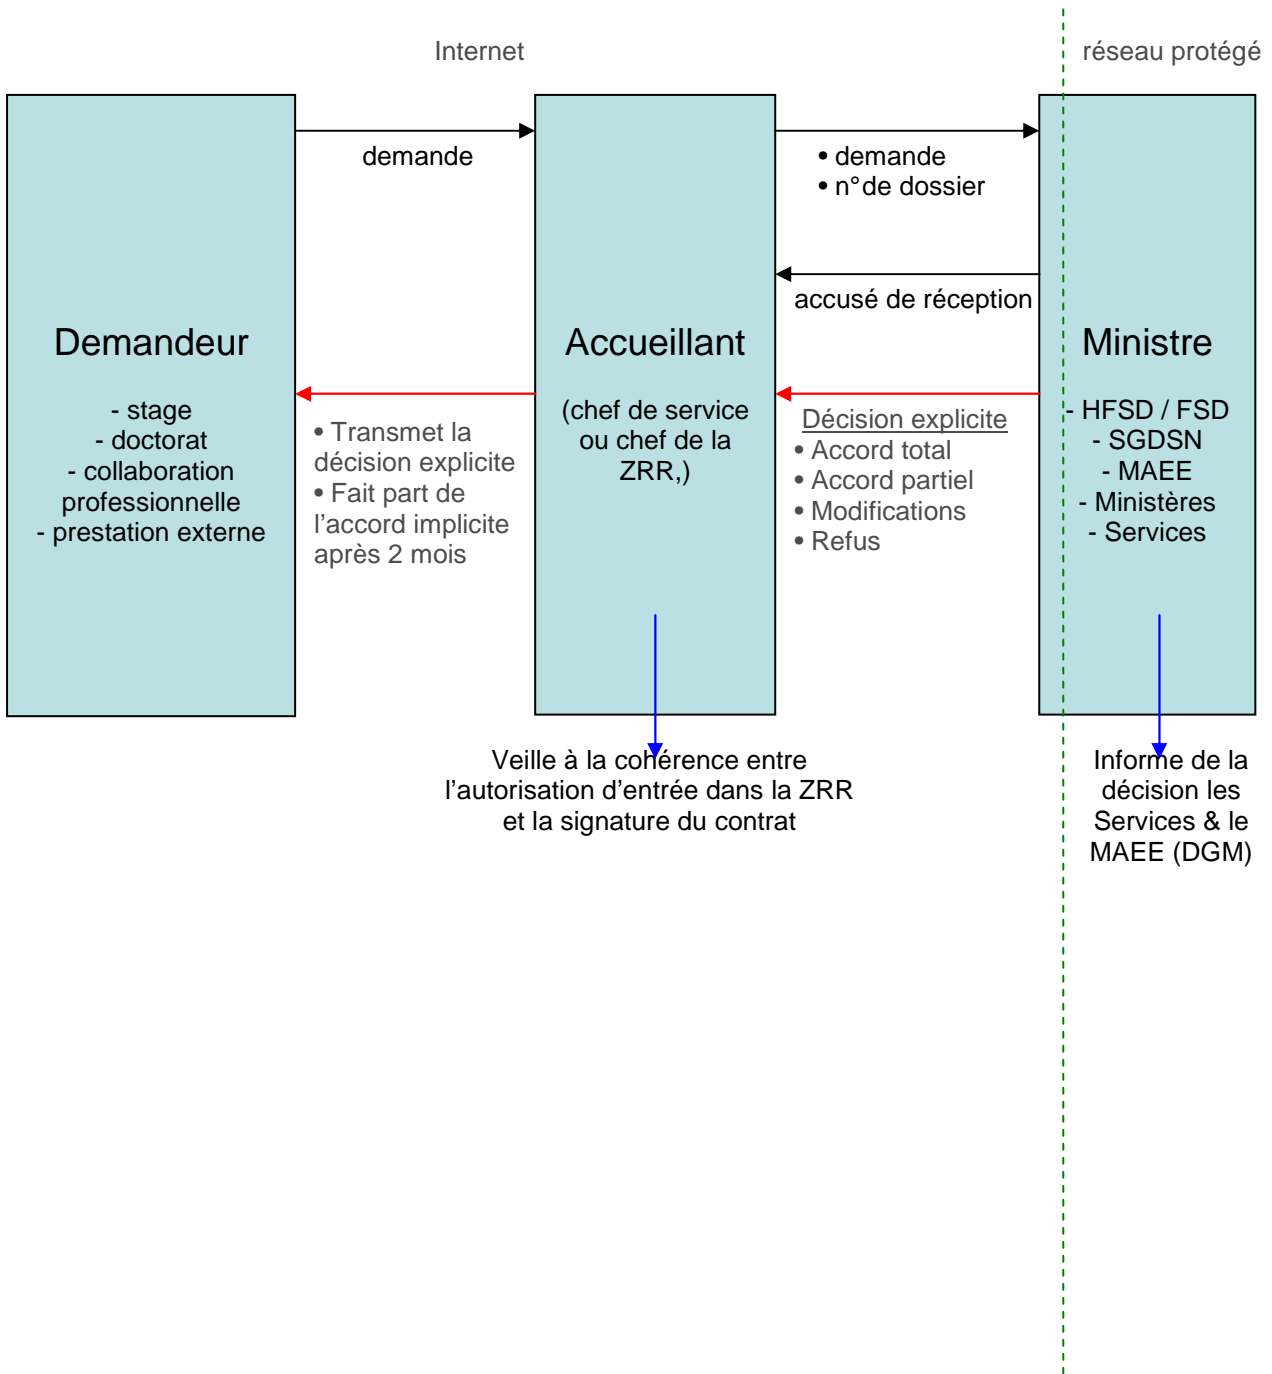 Internet
réseau protégé
demande
• demande
• n°de dossier
accusé de réception
Demandeur
- stage
- doctorat
- collaboration
professionnelle
- prestation externe
• Transmet la
décision explicite
• Fait part de
l’accord implicite
après 2 mois
Accueillant
(chef de service
ou chef de la
ZRR,)
Décision explicite
• Accord total
• Accord partiel
• Modifications
• Refus
Ministre
- HFSD / FSD
- SGDSN
- MAEE
- Ministères
- Services
Veille à la cohérence entre
l’autorisation d’entrée dans la ZRR
et la signature du contrat
Informe de la
décision les
Services & le
MAEE (DGM)